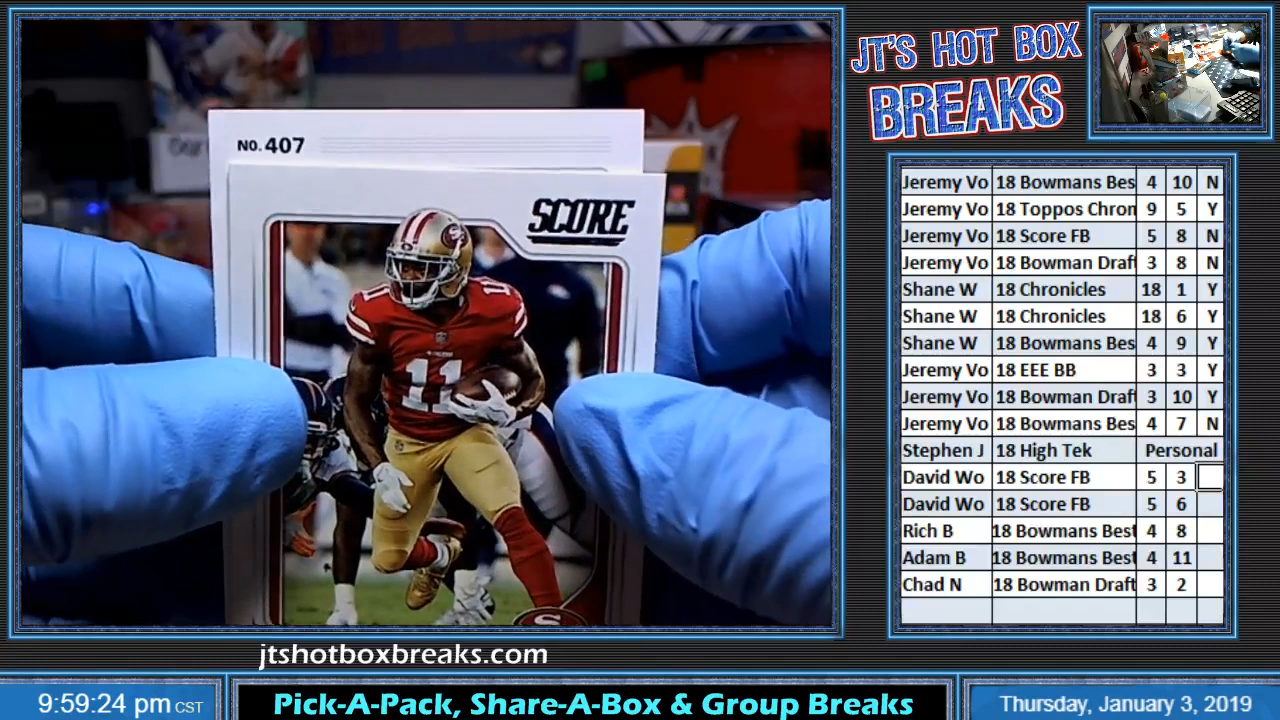 JT'S HOT BOX
BREAKS
NO. 407
SCORE
11
11
Jeremy Vo 18 Bowmans Bes 4 10 N
Jeremy Vo 18 Toppos Chron 9 5 Y
Jeremy Vo 18 Score FB 5 8 N
Jeremy Vo 18 Bowman Draft 3 8 N
Shane W 18 Chronicles 18 1 Y
Shane W 18 Chronicles 18 6 Y
Shane W 18 Bowmans Bes 4 9 Y
Jeremy Vo 18 EEE BB 3 3 Y
Jeremy Vo 18 Bowman Draft 3 10 Y
Jeremy Vo 18 Bowmans Bes 4 7 N
Stephen J 18 High Tek Personal
David Wo 18 Score FB 5 3
David Wo 18 Score FB 5 6
Rich B 18 Bowmans Best 4 8
Adam B 18 Bowmans Best 4 11
Chad N 18 Bowman Draft 3 2
jtshotboxbreaks.com
9:59:24 pm CST
Pick-A-Pack, Share-A-Box & Group Breaks
Thursday, January 3, 2019